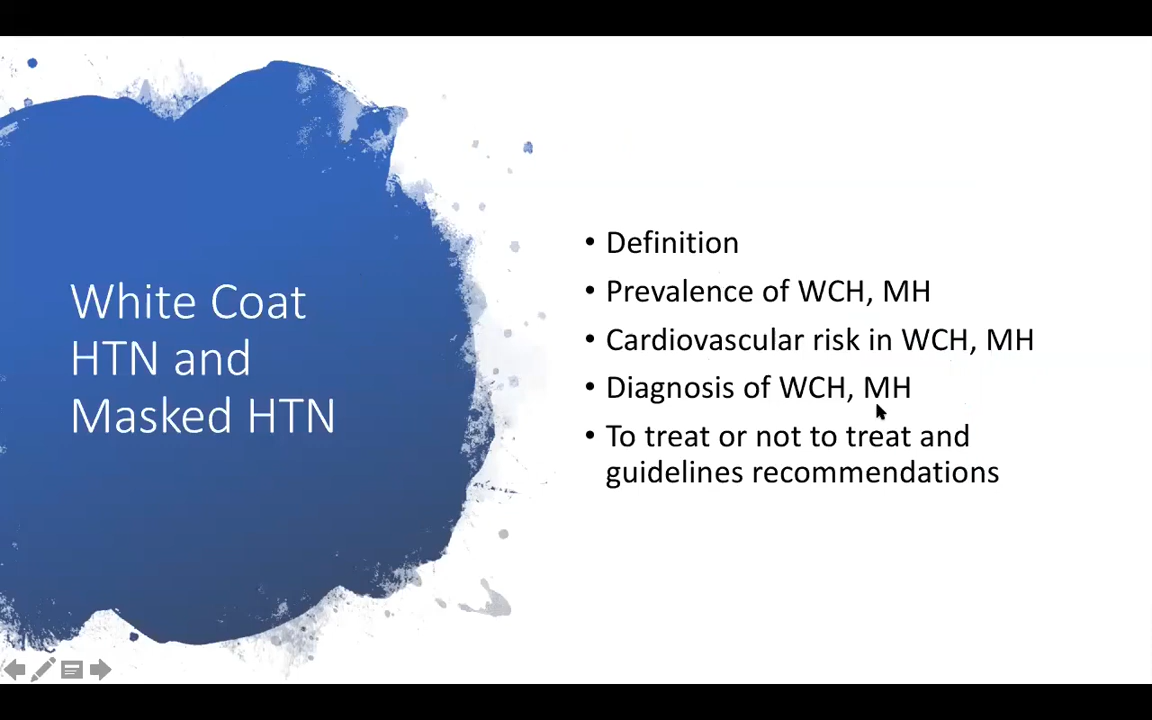 White Coat
HTN and
Masked HTN
• Definition
• Prevalence of WCH, MH
• Cardiovascular risk in WCH, MH
• Diagnosis of WCH, MH
• To treat or not to treat and
guidelines recommendations